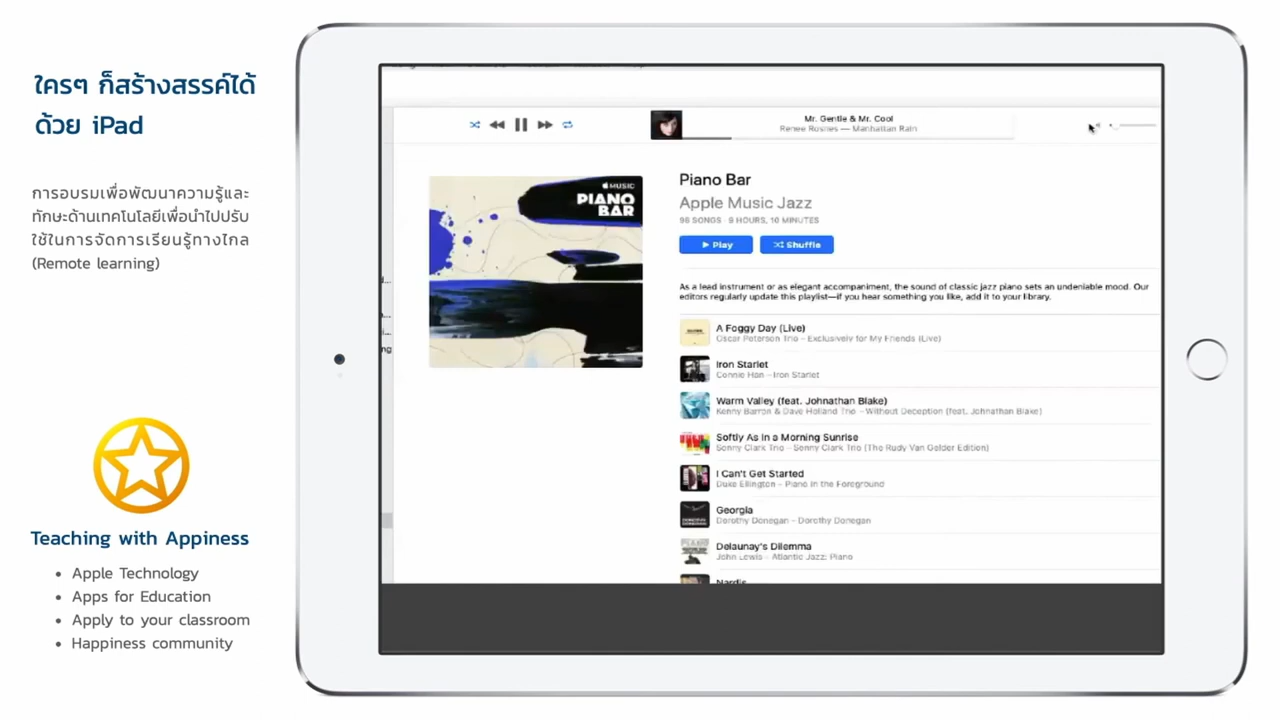 ใครๆ ก็สร้างสรรค์ได้
ด้วย iPad
การอบรมเพื่อพัฒนาความรู้และ
ทักษะด้านเทคโนโลยีเพื่อนำไปปรับ
ใช้ในการจัดการเรียนรู้ทางไกล
(Remote learning)
Teaching with Appiness
• Apple Technology
• Apps for Education
• Apply to your classroom
• Happiness community
Mr. Gentle & Mr. Cool
Renee Rosnes — Manhattan Rain
MUSIC
PIANO
BAR
Piano Bar
Apple Music Jazz
98 SONGS · 9 HOURS, 10 MINUTES
Play
Shuffle
As a lead instrument or as elegant accompaniment, the sound of classic jazz piano sets an undeniable mood. Our
editors regularly update this playlist—if you hear something you like, add it to your library.
A Foggy Day (Live)
Oscar Peterson Trio – Exclusively for My Friends (Live)
Iron Starlet
Connie Han – Iron Starlet
Warm Valley (feat. Johnathan Blake)
Kenny Barron & Dave Holland Trio – Without Deception (feat. Johnathan Blake)
Softly As In a Morning Sunrise
Sonny Clark Trio – Sonny Clark Trio (The Rudy Van Gelder Edition)
I Can't Get Started
Duke Ellington – Piano in the Foreground
Georgia
Dorothy Donegan – Dorothy Donegan
Delaunay's Dilemma
John Lewis – Atlantic Jazz: Piano
Nardis